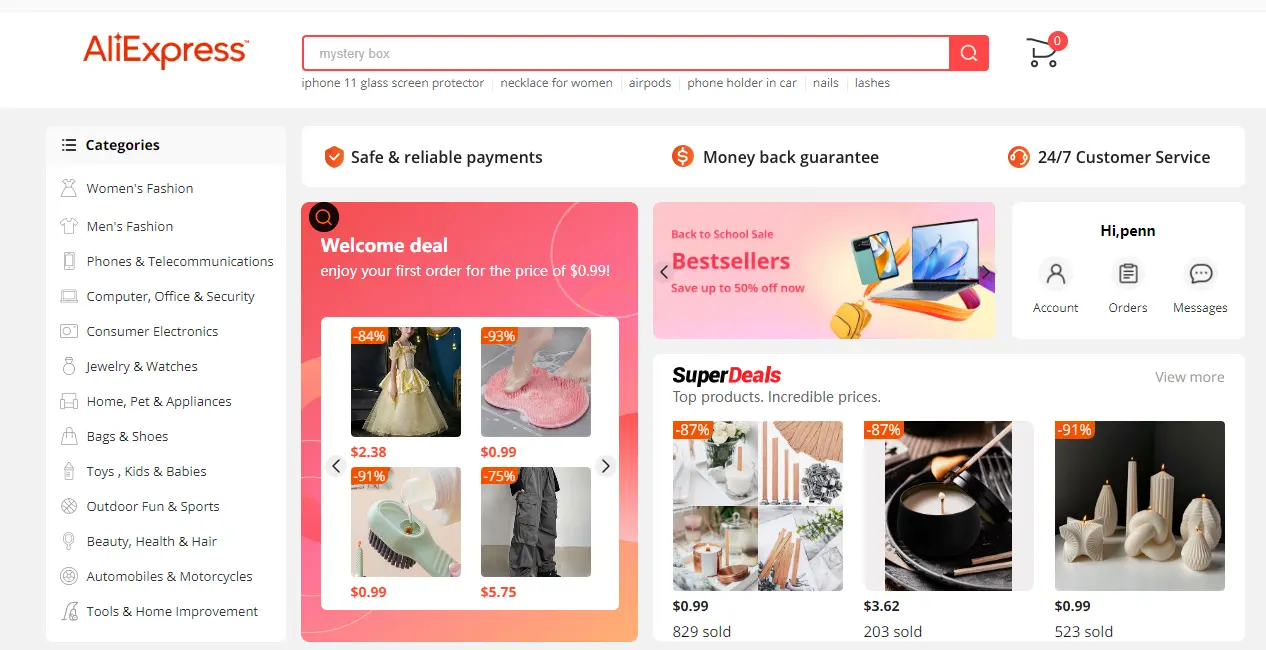 AliExpress™
mystery box
0
iphone 11 glass screen protector necklace for women airpods phone holder in car nails lashes
Categories
Women's Fashion
Men's Fashion
Phones & Telecommunications
Computer, Office & Security
Consumer Electronics
Jewelry & Watches
Home, Pet & Appliances
Bags & Shoes
Toys , Kids & Babies
Outdoor Fun & Sports
Beauty, Health & Hair
Automobiles & Motorcycles
Tools & Home Improvement
Safe & reliable payments
Money back guarantee
24/7 Customer Service
Welcome deal
enjoy your first order for the price of $0.99!
-84%
-93%
$2.38
$0.99
-91%
-75%
$0.99
$5.75
Back to School Sale
Bestsellers
Save up to 50% off now
Hi,penn
Account
Orders
Messages
SuperDeals
View more
Top products. Incredible prices.
-87%
-87%
-91%
$0.99
$3.62
$0.99
829 sold
203 sold
523 sold